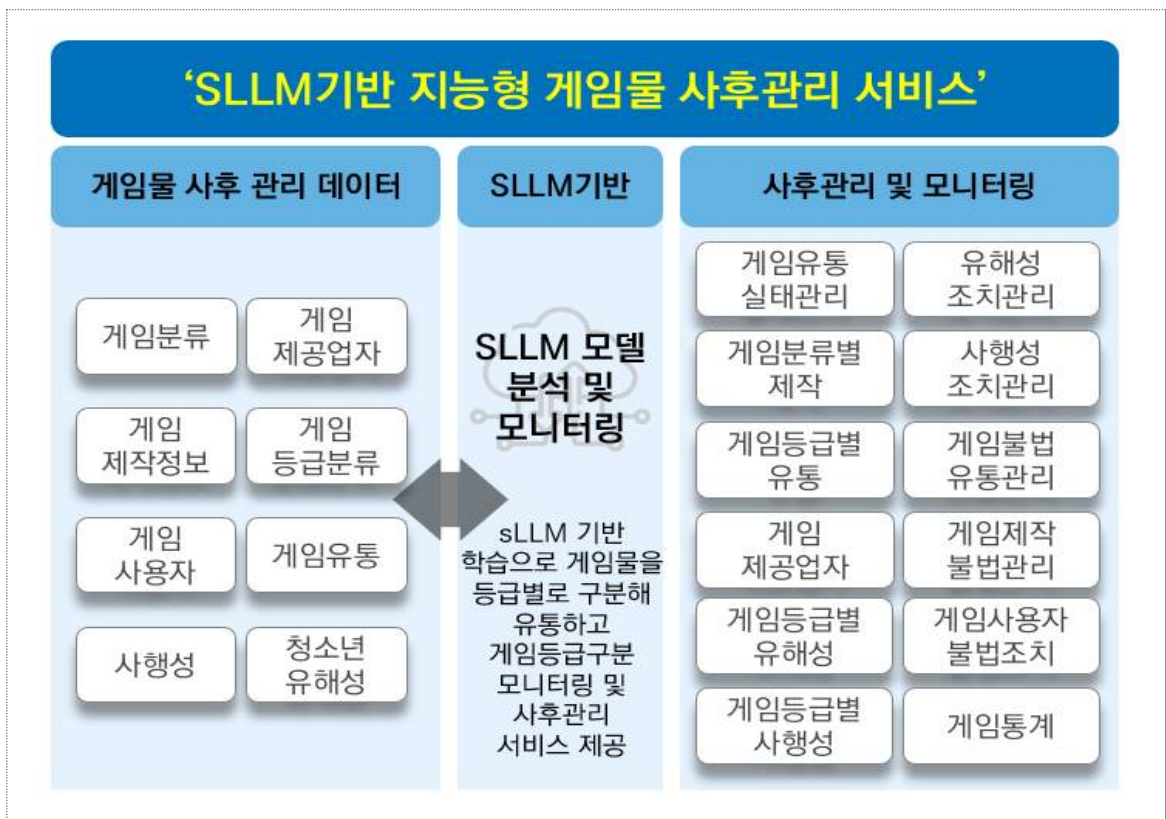 ‘SLLM기반 지능형 게임물 사후관리 서비스’
게임물 사후 관리 데이터
게임분류
게임
제공업자
게임
제작정보
게임
등급분류
게임
사용자
게임유통
사행성
청소년
유해성
SLLM기반
SLLM 모델
분석 및
모니터링
sLLM 기반
학습으로 게임물을
등급별로 구분해
유통하고
게임등급구분
모니터링 및
사후관리
서비스 제공
사후관리 및 모니터링
게임유통
실태관리
유해성
조치관리
게임분류별
제작
사행성
조치관리
게임등급별
유통
게임불법
유통관리
게임
제공업자
게임제작
불법관리
게임등급별
유해성
게임사용자
불법조치
게임등급별
사행성
게임통계